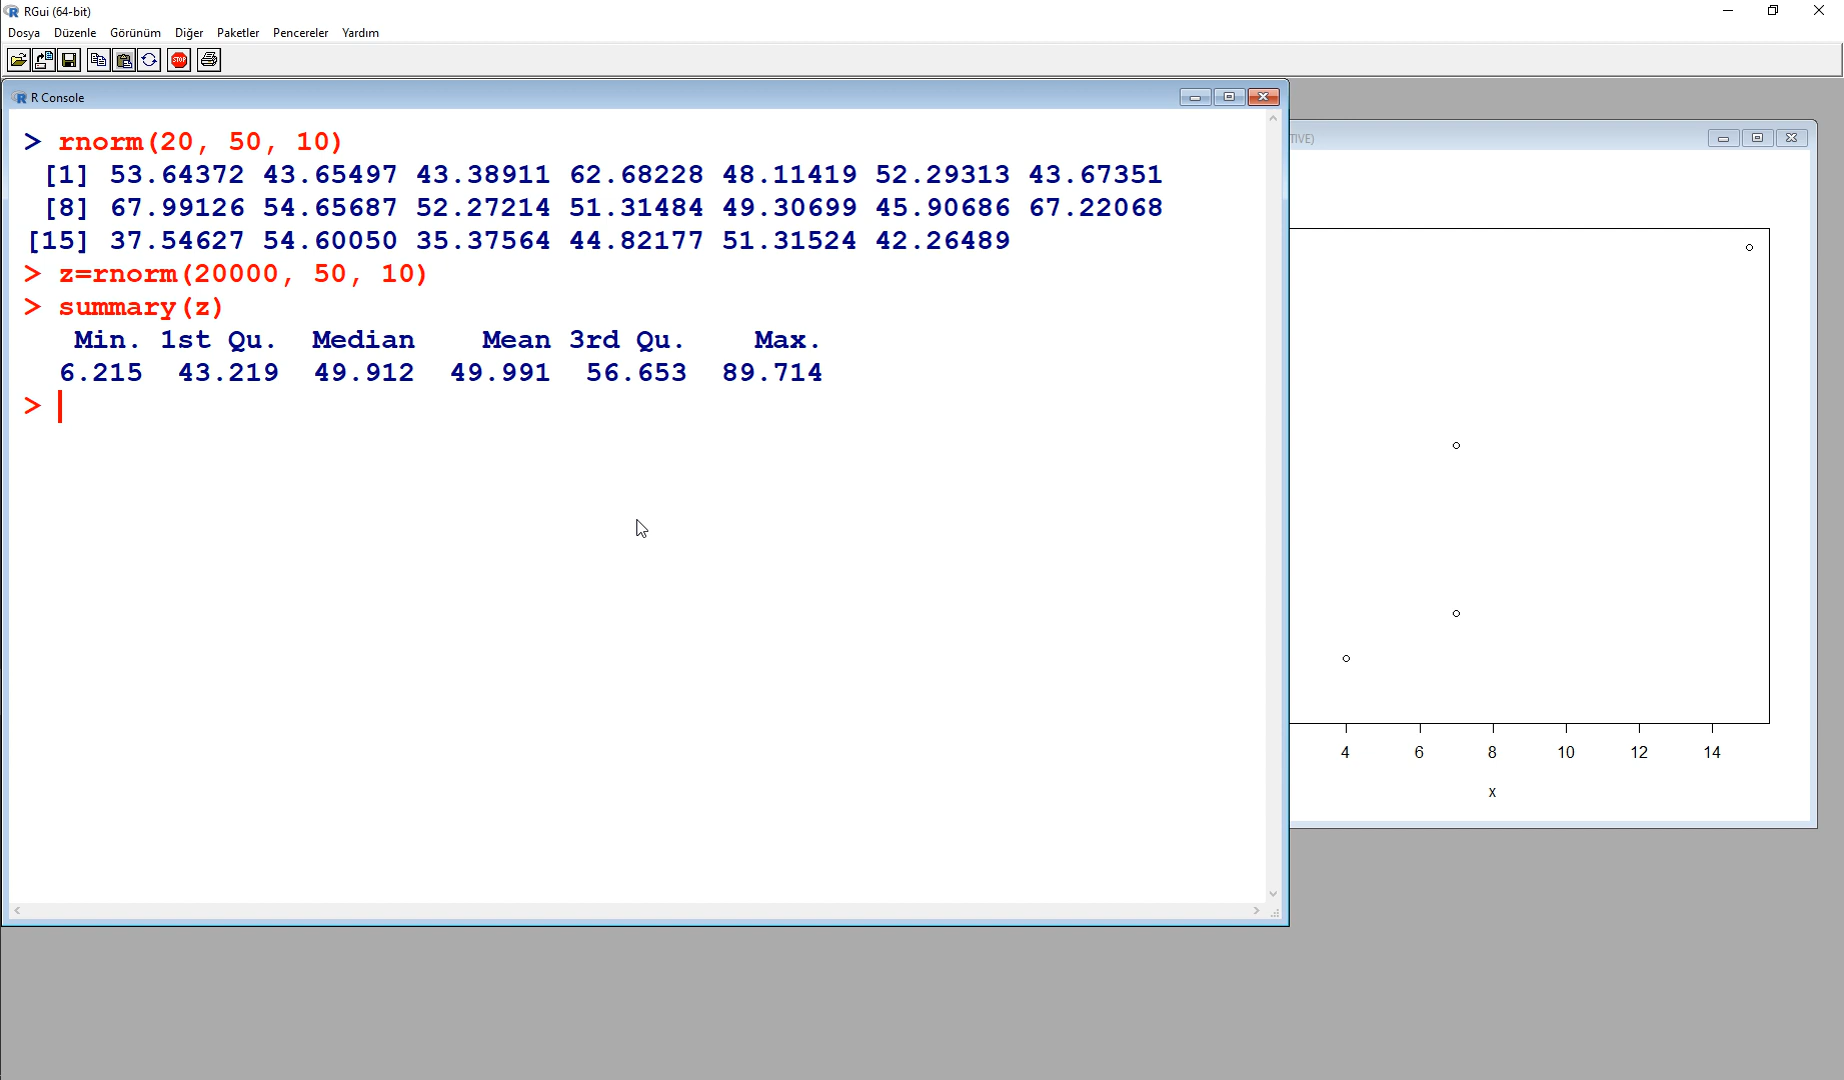 RGui (64-bit)
Dosya Düzenle Görünüm Diğer Paketler Pencereler Yardım
STOP
R Console
> rnorm(20, 50, 10)
[1] 53.64372 43.65497 43.38911 62.68228 48.11419 52.29313 43.67351
[8] 67.99126 54.65687 52.27214 51.31484 49.30699 45.90686 67.22068
[15] 37.54627 54.60050 35.37564 44.82177 51.31524 42.26489
> z=rnorm(20000, 50, 10)
> summary(z)
Min. 1st Qu. Median Mean 3rd Qu. Max.
6.215 43.219 49.912 49.991 56.653 89.714
>
TIVE)
4 6 8 10 12 14
x